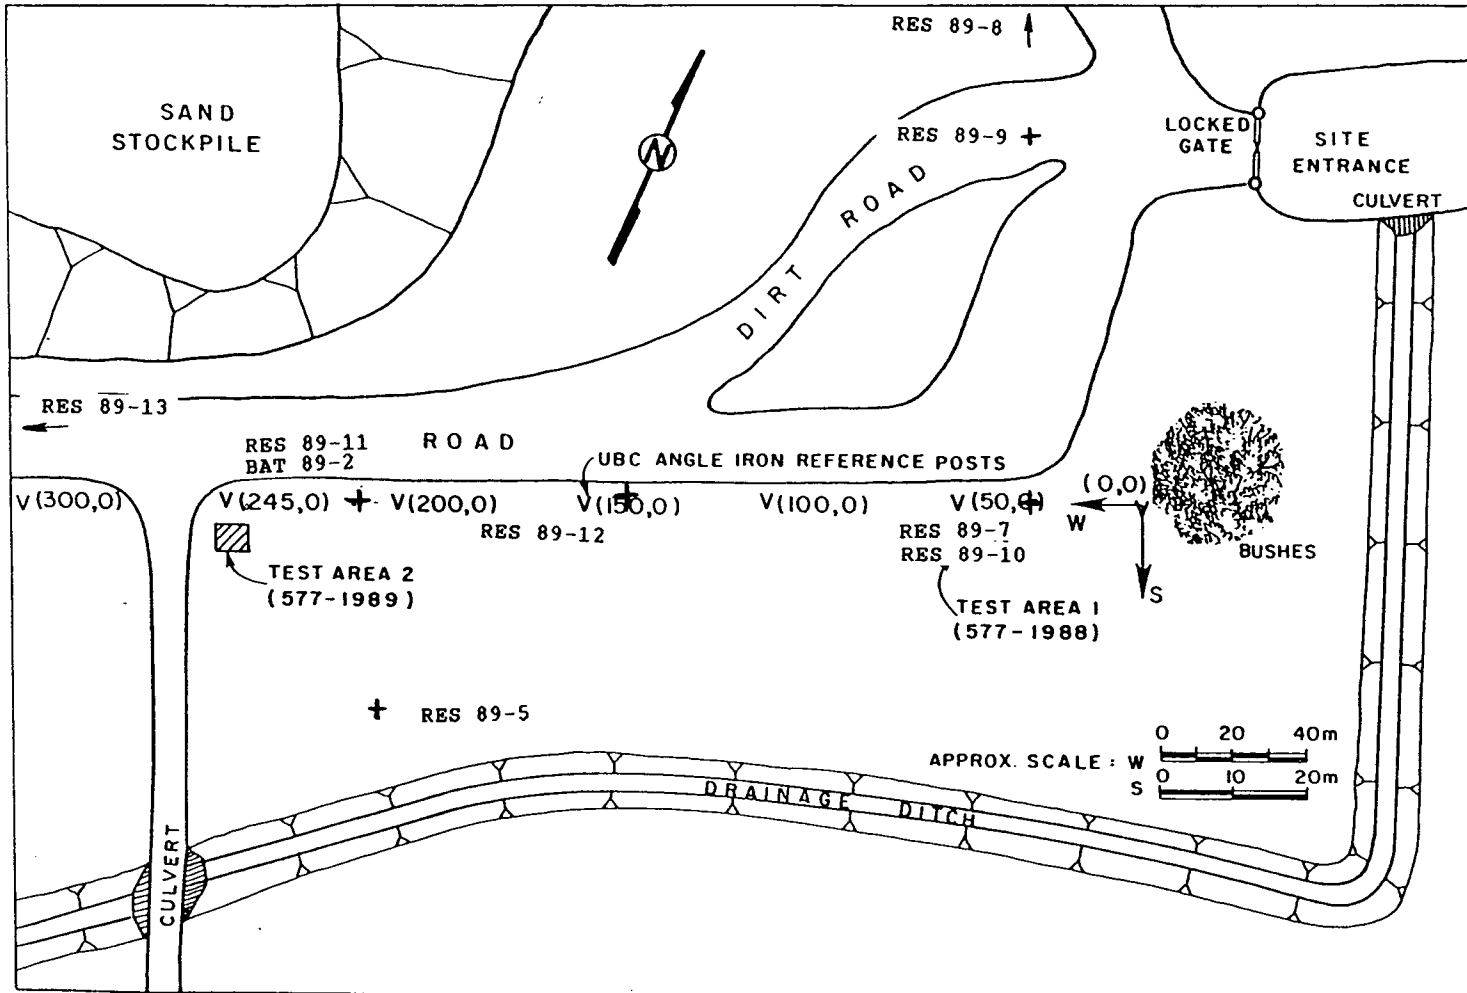 RES 89-8
SAND
STOCKPILE
N
RES 89-9
LOCKED
GATE
SITE
ENTRANCE
CULVERT
DIRT ROAD
RES 89-13
RES 89-11
BAT 89-2
ROAD
UBC ANGLE IRON REFERENCE POSTS
(0,0)
V(300,0) V(245,0) V(200,0) V(150,0) V(100,0) V(50,0)
W
RES 89-12
RES 89-7
RES 89-10
BUSHES
TEST AREA 2
(577-1989)
S
TEST AREA 1
(577-1988)
RES 89-5
0 20 40m
APPROX. SCALE : W
0 10 20m
S
DRAINAGE DITCH
CULVERT